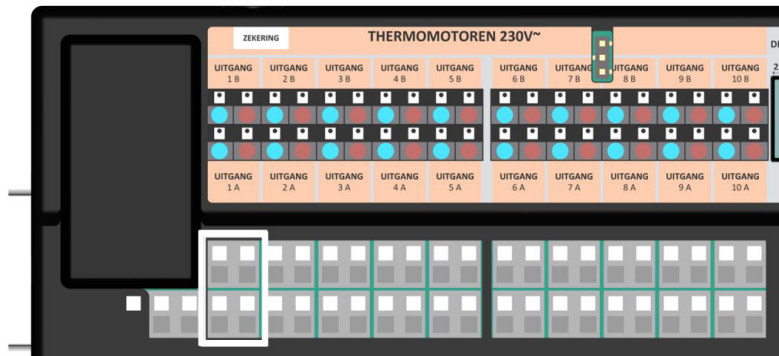 ZEKERING
THERMOMOTOREN 230V~
UITGANG UITGANG UITGANG UITGANG UITGANG UITGANG UITGANG UITGANG UITGANG UITGANG
1 B 2 B 3 B 4 B 5 B 6 B 7 B 8 B 9 B 10 B
UITGANG UITGANG UITGANG UITGANG UITGANG UITGANG UITGANG UITGANG UITGANG UITGANG
1 A 2 A 3 A 4 A 5 A 6 A 7 A 8 A 9 A 10 A